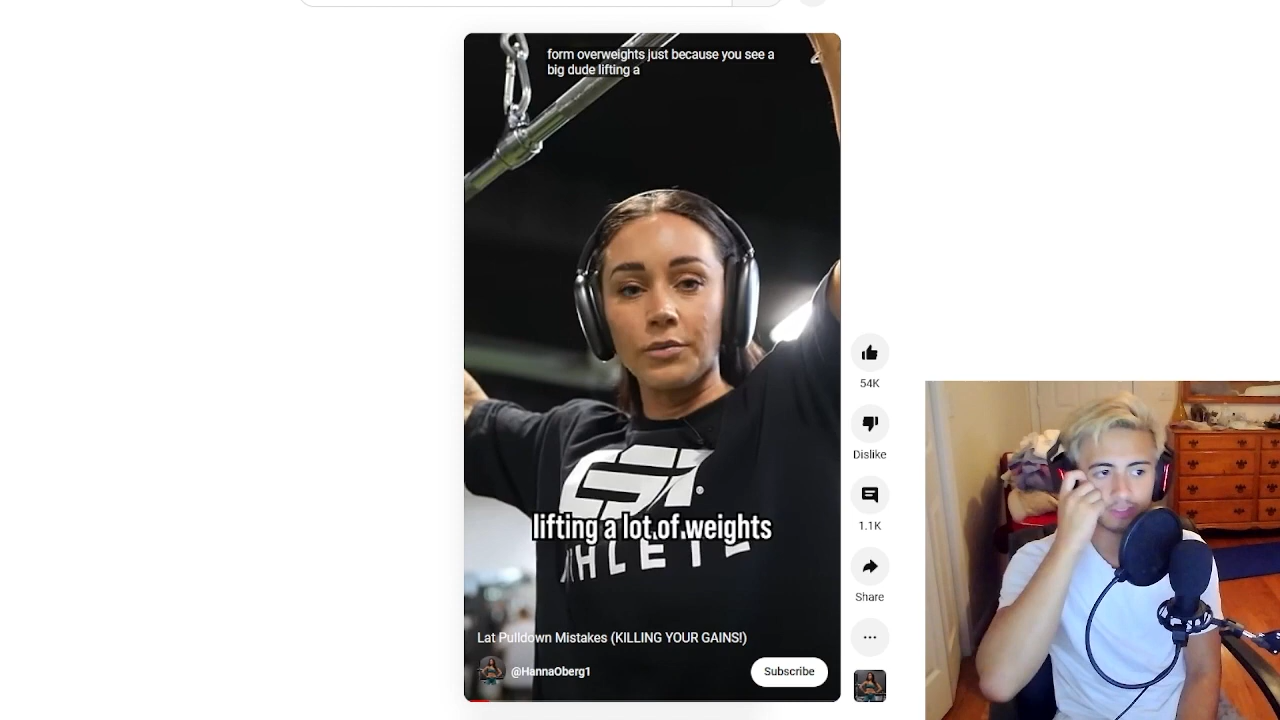 form overweights just because you see a
big dude lifting a
lifting a lot of weights
Lat Pulldown Mistakes (KILLING YOUR GAINS!)
@HannaOberg1
Subscribe
54K
Dislike
1.1K
Share